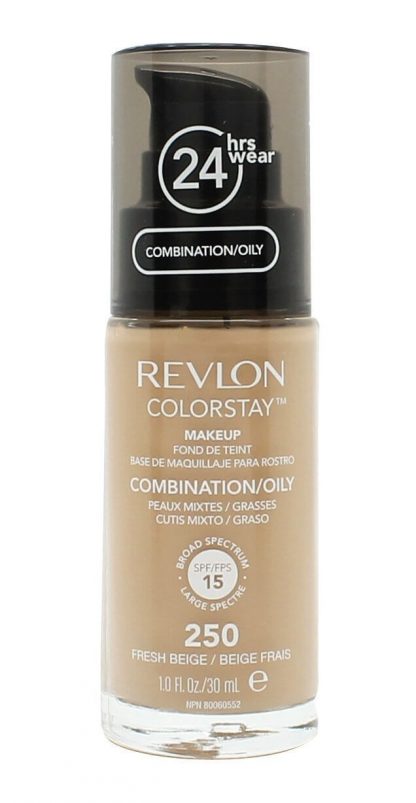 24 hrs
wear
COMBINATION/OILY
REVLON
COLORSTAY™
MAKEUP
FOND DE TEINT
BASE DE MAQUILLAJE PARA ROSTRO
COMBINATION/OILY
PEAUX MIXTES / GRASSES
CUTIS MIXTO / GRASO
BROAD SPECTRUM
SPF/FPS
15
LARGE SPECTRE
250
FRESH BEIGE / BEIGE FRAIS
1.0 Fl. Oz./30 mL ℮
NPN 80060552